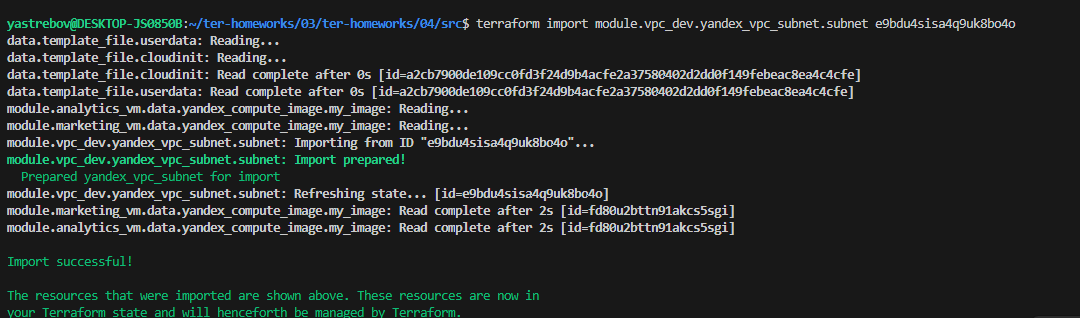 yastrebov@DESKTOP-JS0850B:~/ter-homeworks/03/ter-homeworks/04/src$ terraform import module.vpc_dev.yandex_vpc_subnet.subnet e9bdu4sisa4q9uk8bo4o
data.template_file.userdata: Reading...
data.template_file.cloudinit: Reading...
data.template_file.cloudinit: Read complete after 0s [id=a2cb7900de109cc0fd3f24d9b4acfe2a37580402d2dd0f149febeac8ea4c4cfe]
data.template_file.userdata: Read complete after 0s [id=a2cb7900de109cc0fd3f24d9b4acfe2a37580402d2dd0f149febeac8ea4c4cfe]
module.analytics_vm.data.yandex_compute_image.my_image: Reading...
module.marketing_vm.data.yandex_compute_image.my_image: Reading...
module.vpc_dev.yandex_vpc_subnet.subnet: Importing from ID "e9bdu4sisa4q9uk8bo4o"...
module.vpc_dev.yandex_vpc_subnet.subnet: Import prepared!
  Prepared yandex_vpc_subnet for import
module.vpc_dev.yandex_vpc_subnet.subnet: Refreshing state... [id=e9bdu4sisa4q9uk8bo4o]
module.marketing_vm.data.yandex_compute_image.my_image: Read complete after 2s [id=fd80u2bttn91akcs5sgi]
module.analytics_vm.data.yandex_compute_image.my_image: Read complete after 2s [id=fd80u2bttn91akcs5sgi]
Import successful!
The resources that were imported are shown above. These resources are now in
your Terraform state and will henceforth be managed by Terraform.